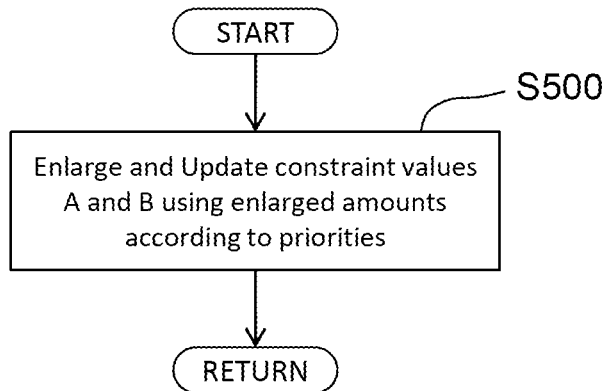 START
S500
Enlarge and Update constraint values
A and B using enlarged amounts
according to priorities
RETURN